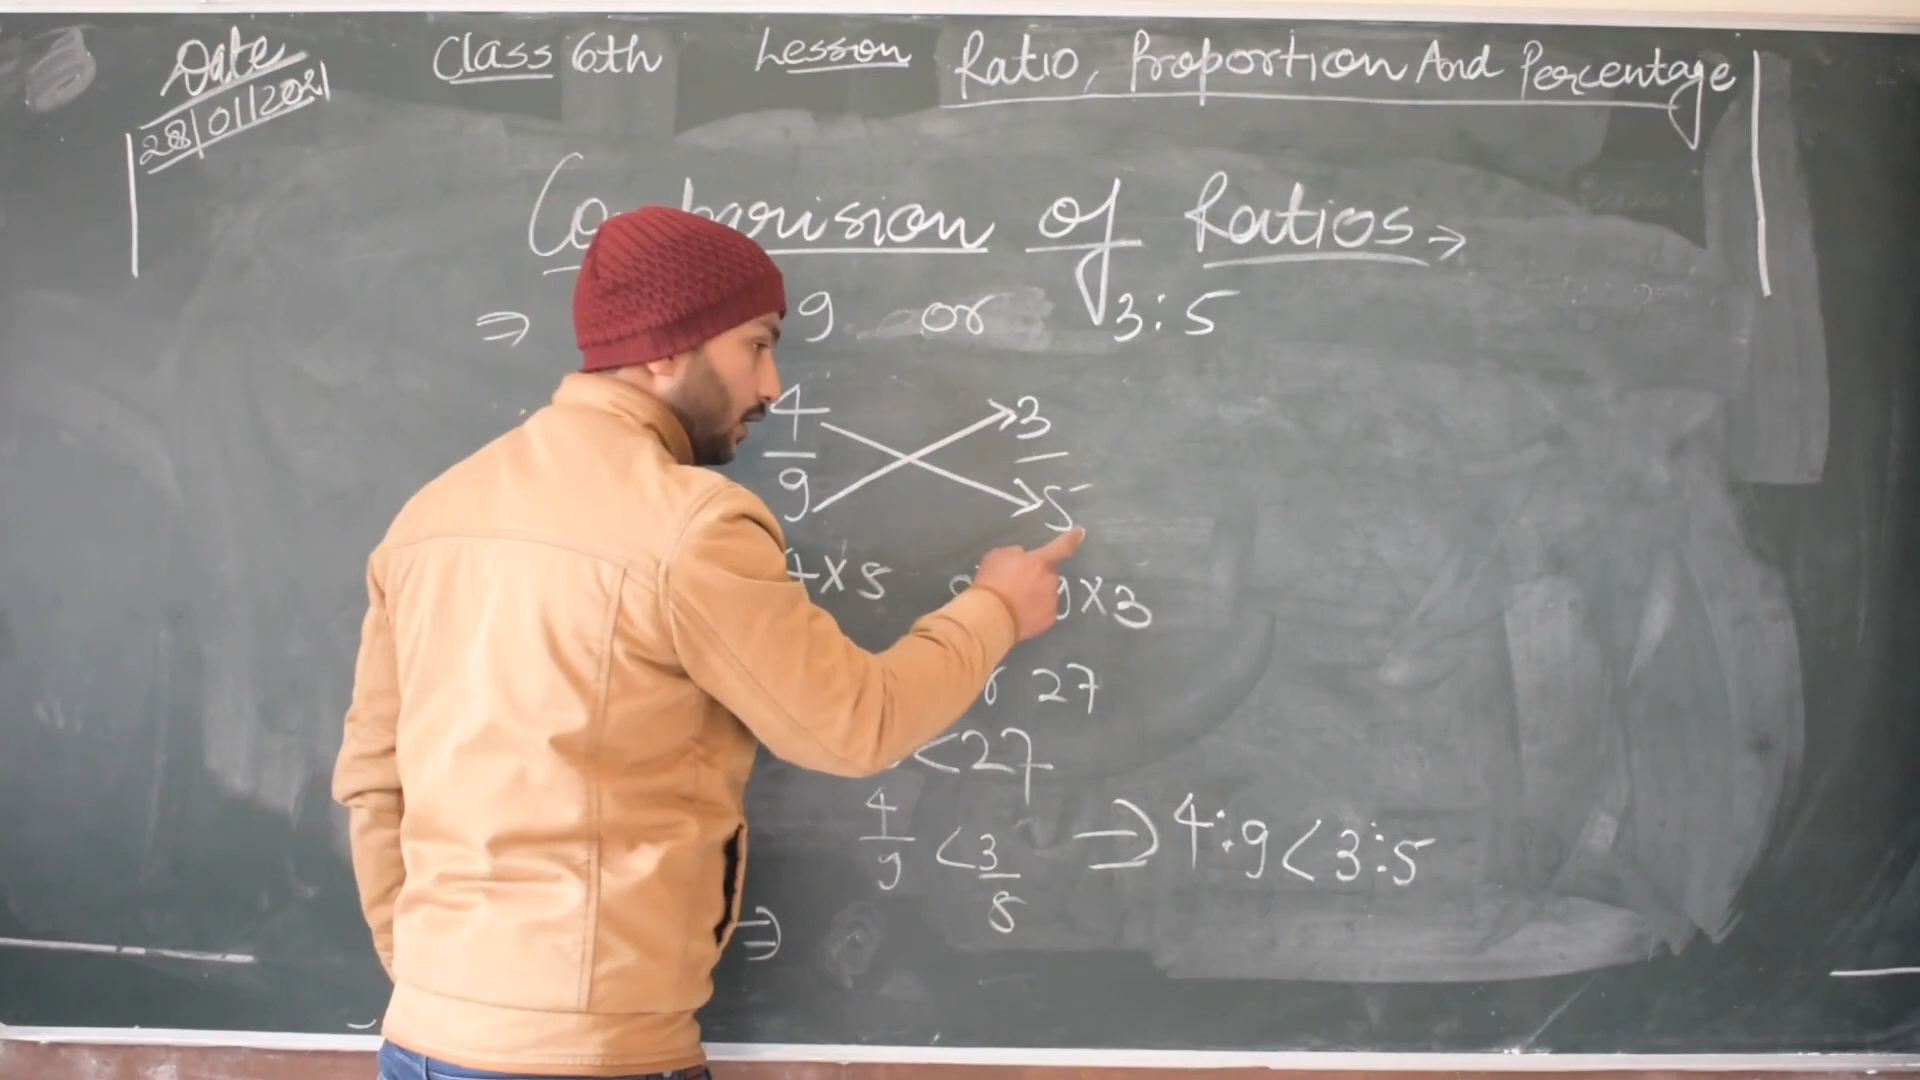 Date Class 6th Lesson Ratio, Proportion And Percentage
28/01/2021
Comparision of Ratios →
⇒ 9 or 3:5
4 3
9 5
4×5 9×3
27
<27
4/9 < 3/5 ⇒ 4:9 < 3:5
⇒